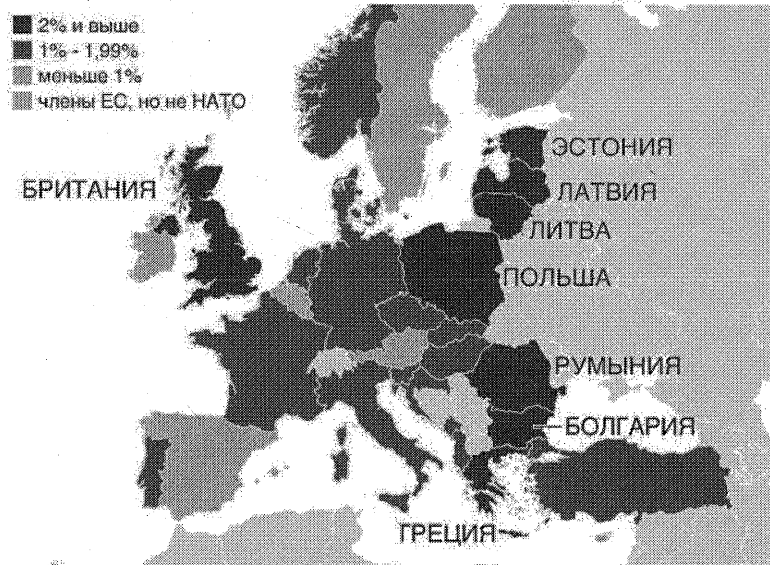 2% и выше
1% - 1,99%
меньше 1%
члены ЕС, но не НАТО
ЭСТОНИЯ
БРИТАНИЯ
ЛАТВИЯ
ЛИТВА
ПОЛЬША
РУМЫНИЯ
БОЛГАРИЯ
ГРЕЦИЯ